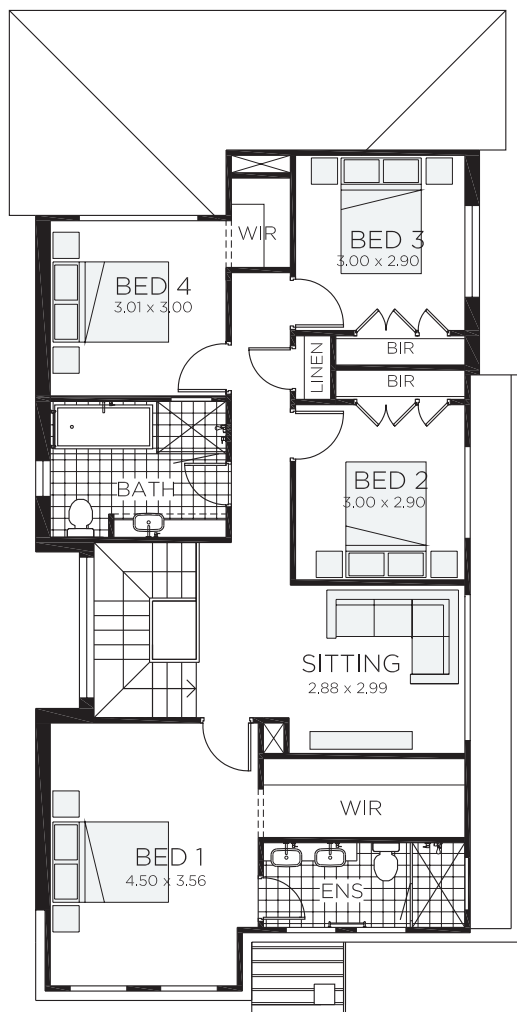 WIR
BED 3
3.00 x 2.90
BED 4
3.01 x 3.00
LINEN
BIR
BIR
BATH
BED 2
3.00 x 2.90
SITTING
2.88 x 2.99
WIR
BED 1
4.50 x 3.56
ENS